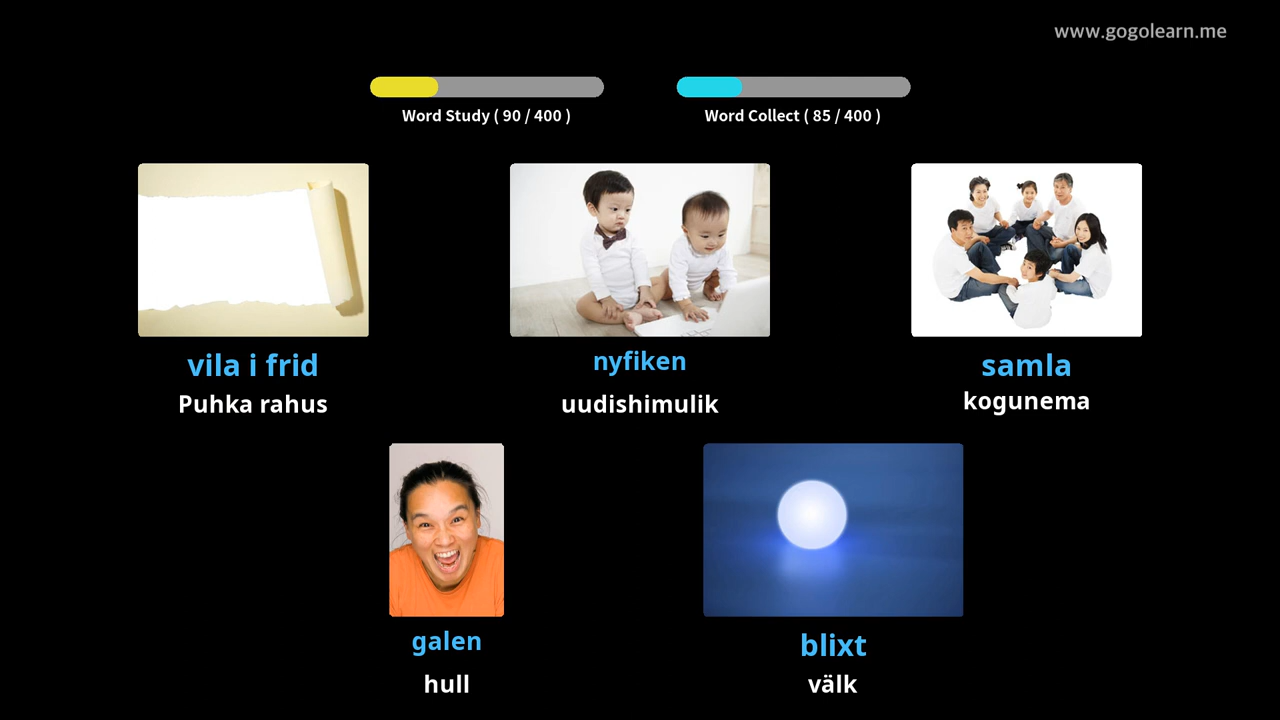 www.gogolearn.me
Word Study ( 90 / 400 )
Word Collect ( 85 / 400 )
vila i frid
Puhka rahus
nyfiken
uudishimulik
samla
kogunema
galen
hull
blixt
välk